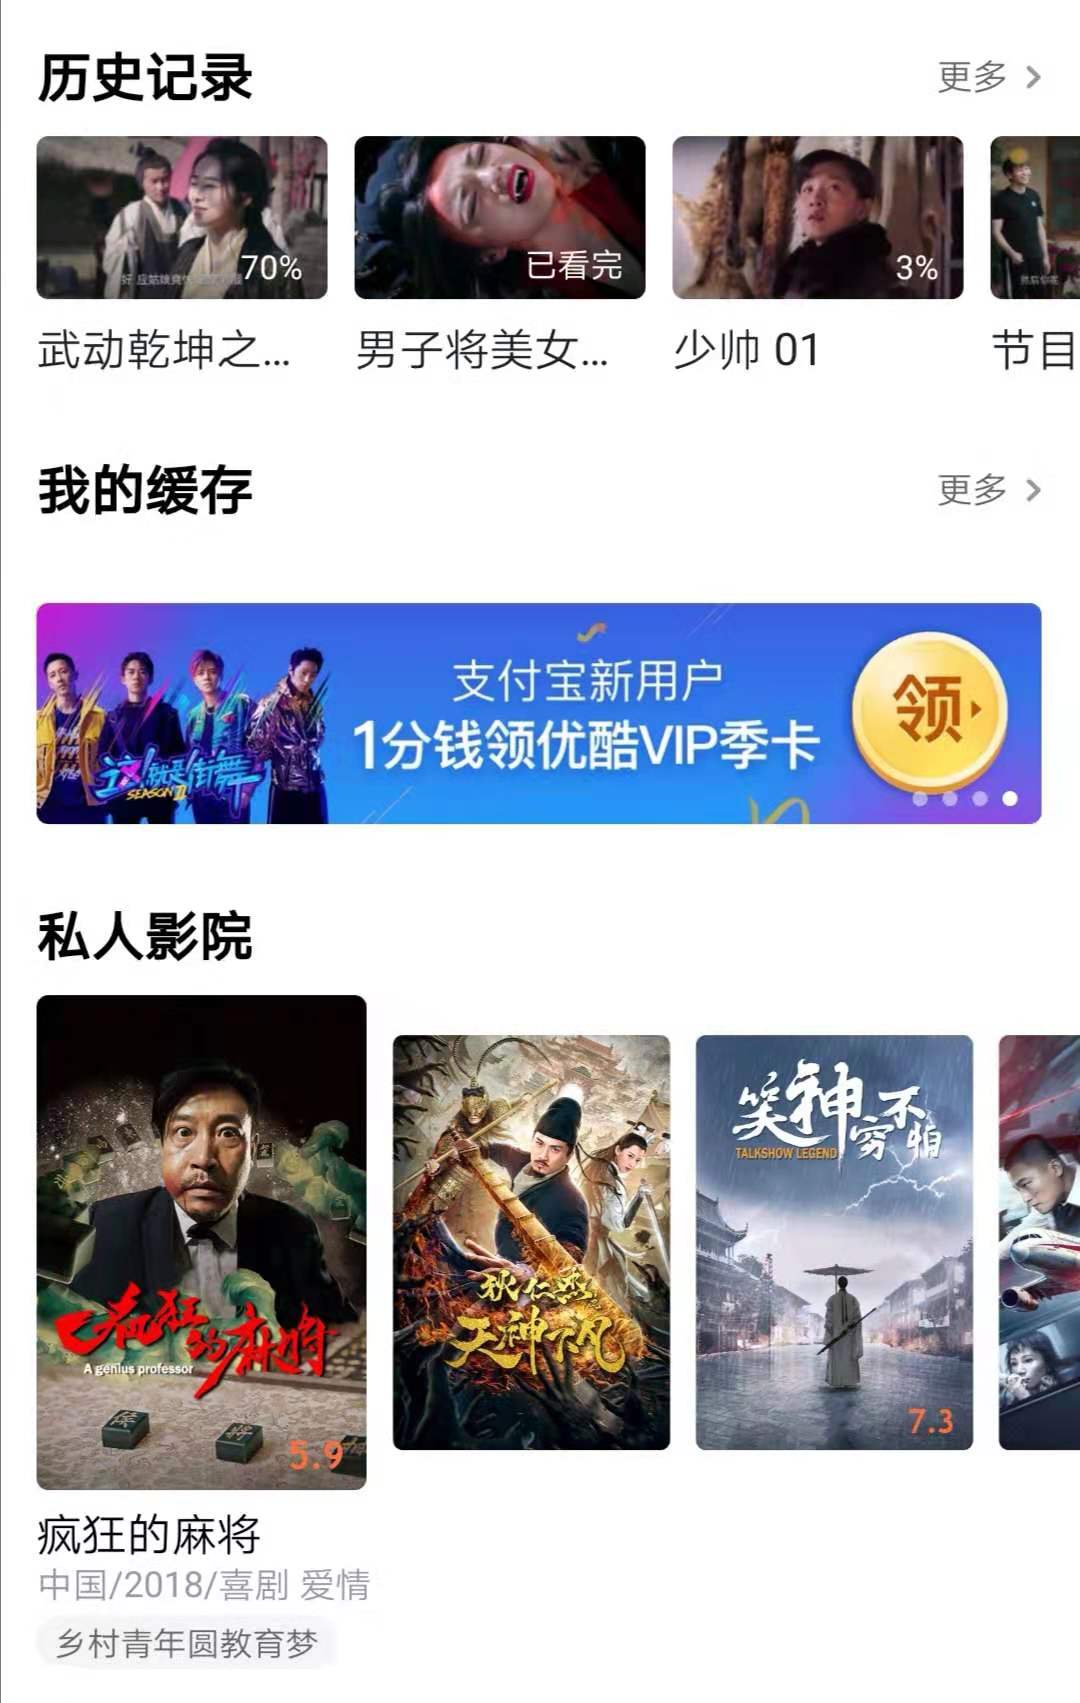 历史记录
更多
70%
已看完
3%
武动乾坤之...
男子将美女...
少帅 01
节目
我的缓存
更多
支付宝新用户
1分钱领优酷VIP季卡
领
这!就是街舞
SEASON II
私人影院
疯狂的麻将
A genius professor
5.9
狄仁杰
天神下凡
笑神穷不怕
TALKSHOW LEGEND
7.3
疯狂的麻将
中国/2018/喜剧 爱情
乡村青年圆教育梦